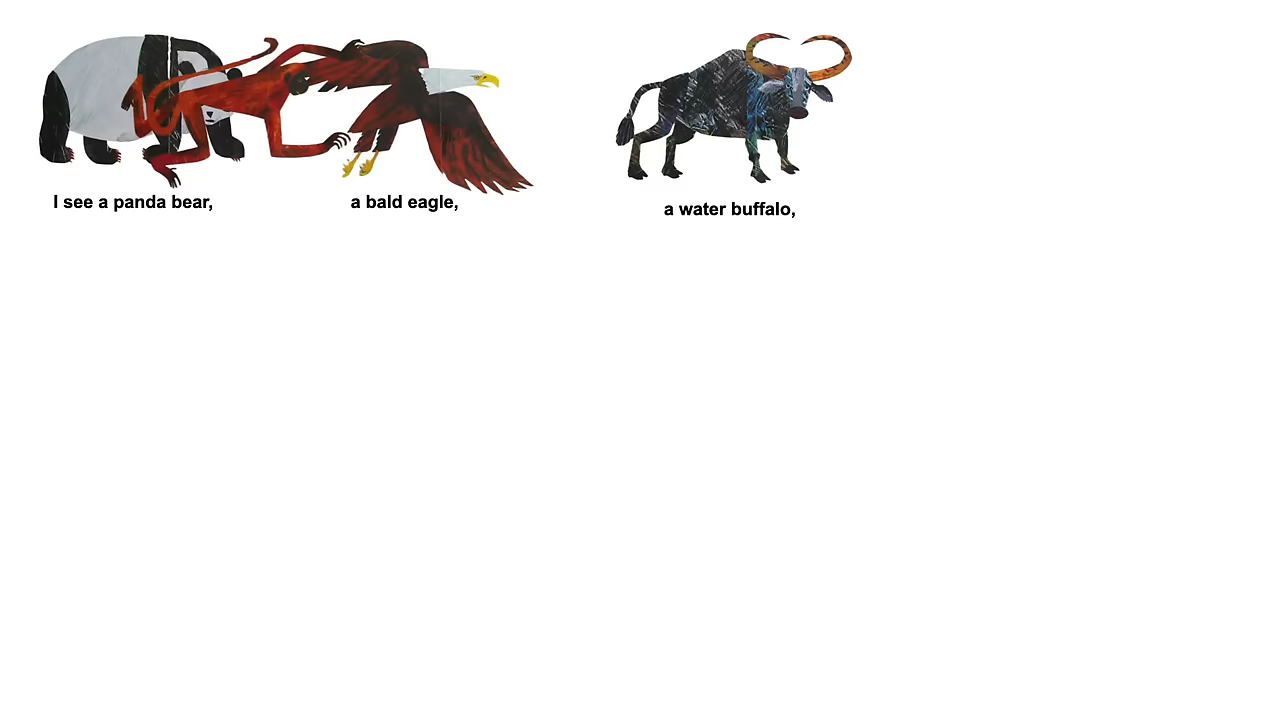 I see a panda bear,
a bald eagle,
a water buffalo,